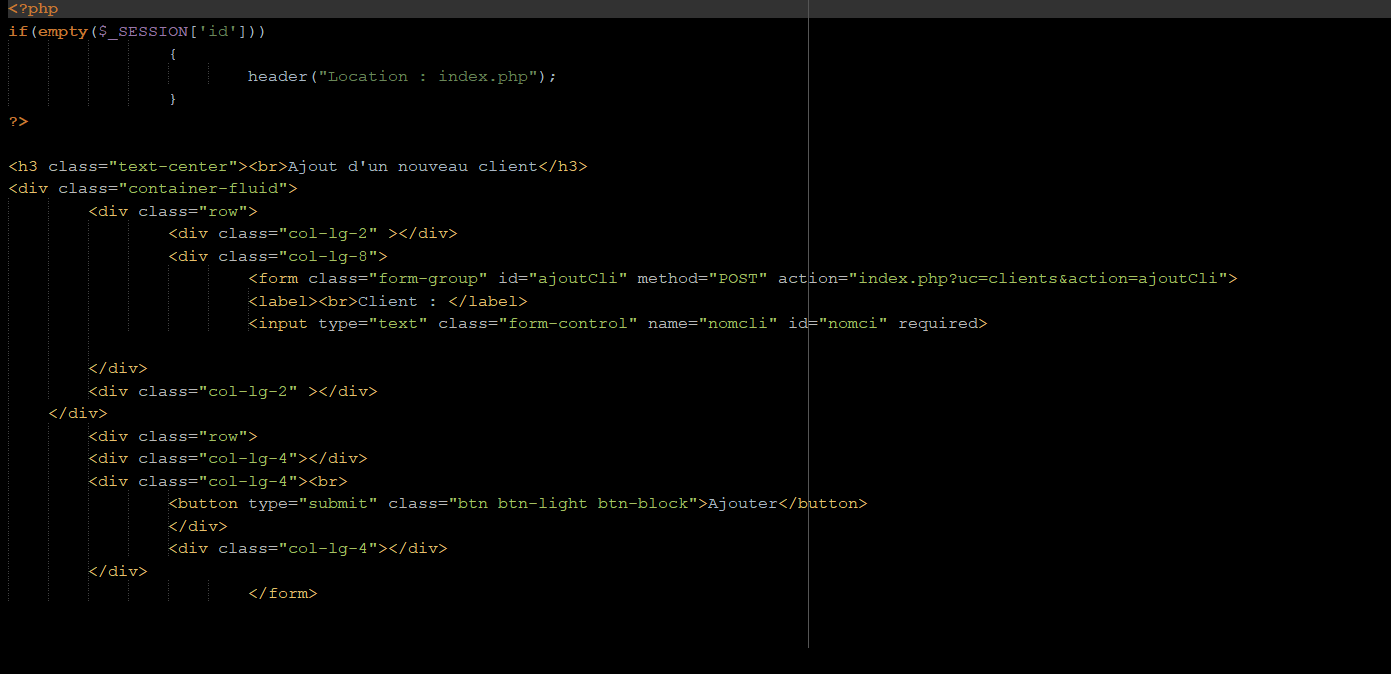 <?php
if(empty($_SESSION['id']))
{
header("Location : index.php");
}
?>
<h3 class="text-center"><br>Ajout d'un nouveau client</h3>
<div class="container-fluid">
<div class="row">
<div class="col-lg-2" ></div>
<div class="col-lg-8">
<form class="form-group" id="ajoutCli" method="POST" action="index.php?uc=clients&action=ajoutCli">
<label><br>Client : </label>
<input type="text" class="form-control" name="nomcli" id="nomci" required>
</div>
<div class="col-lg-2" ></div>
</div>
<div class="row">
<div class="col-lg-4"></div>
<div class="col-lg-4"><br>
<button type="submit" class="btn btn-light btn-block">Ajouter</button>
</div>
<div class="col-lg-4"></div>
</div>
</form>